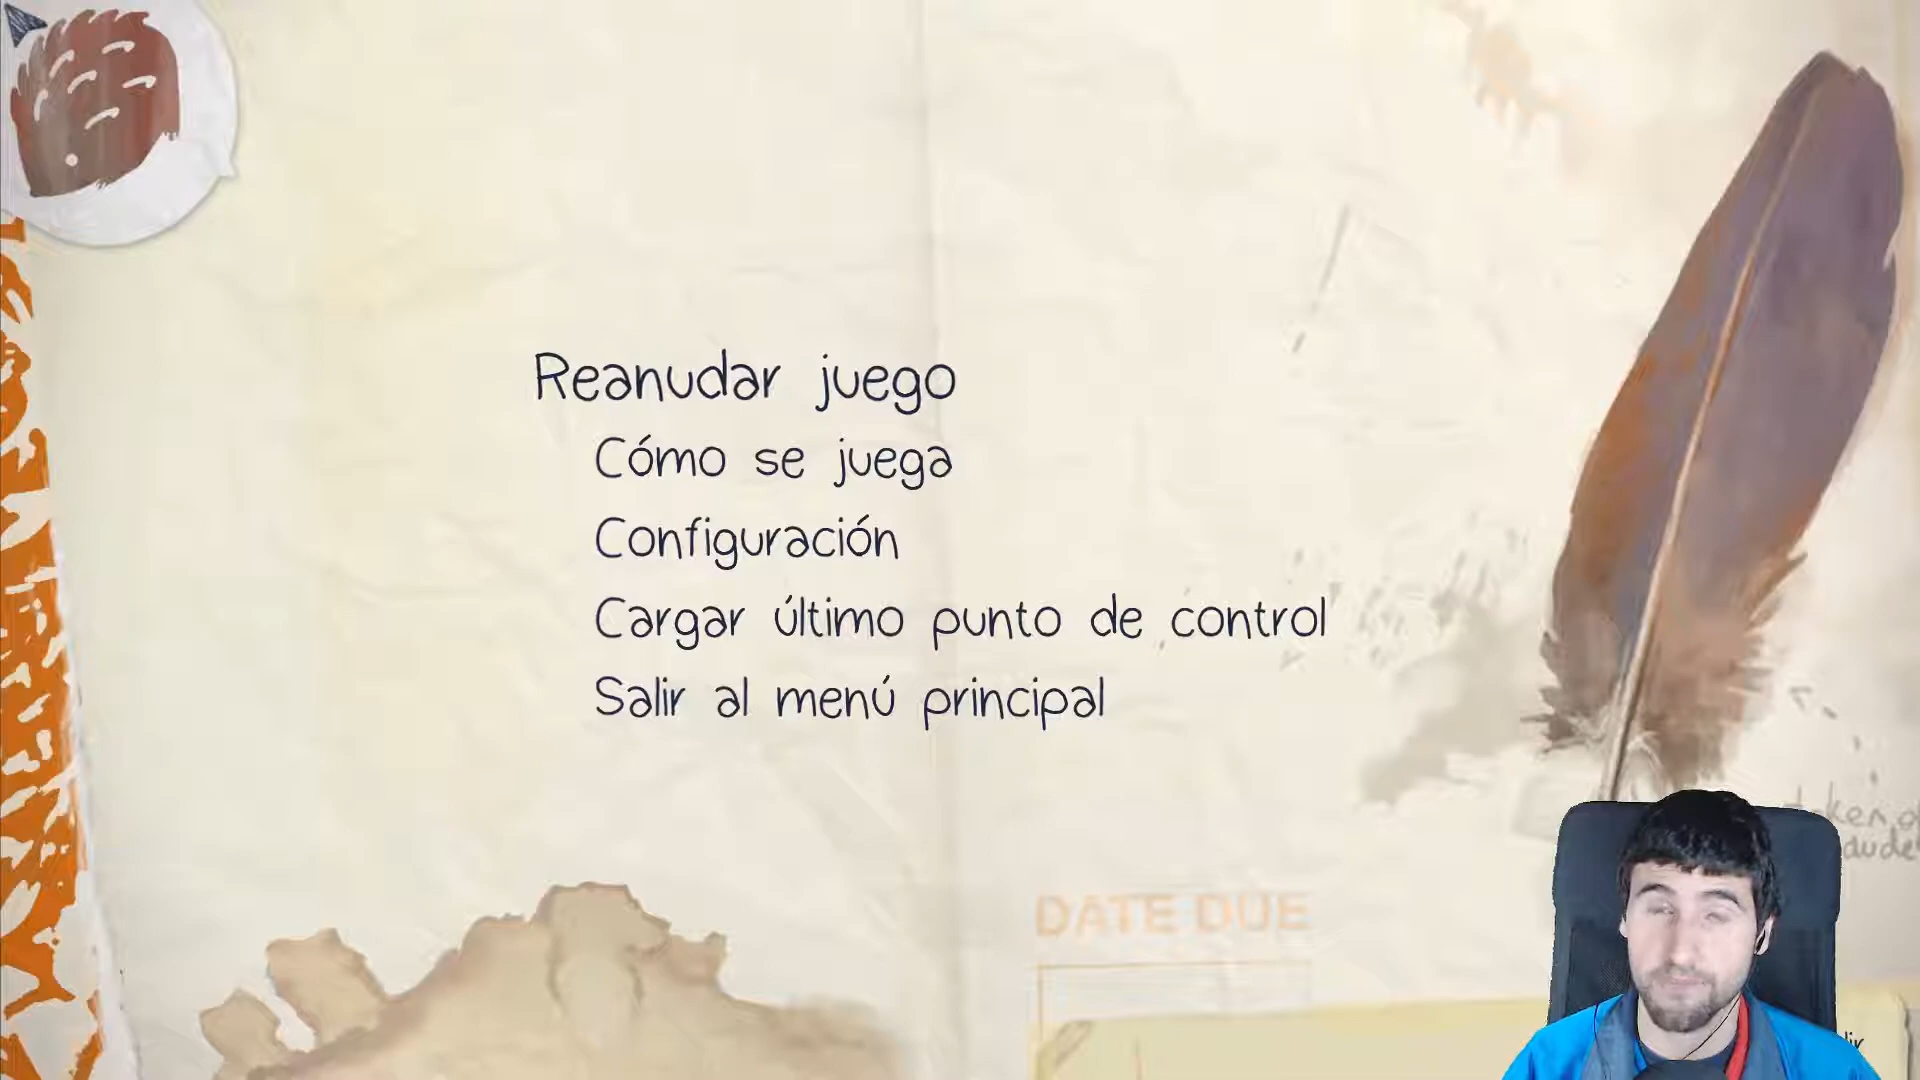 Reanudar juego
Cómo se juega
Configuración
Cargar último punto de control
Salir al menú principal
DATE DUE